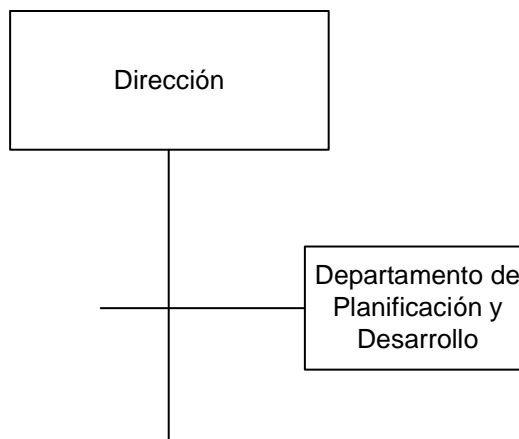 Dirección
Departamento de
Planificación y
Desarrollo